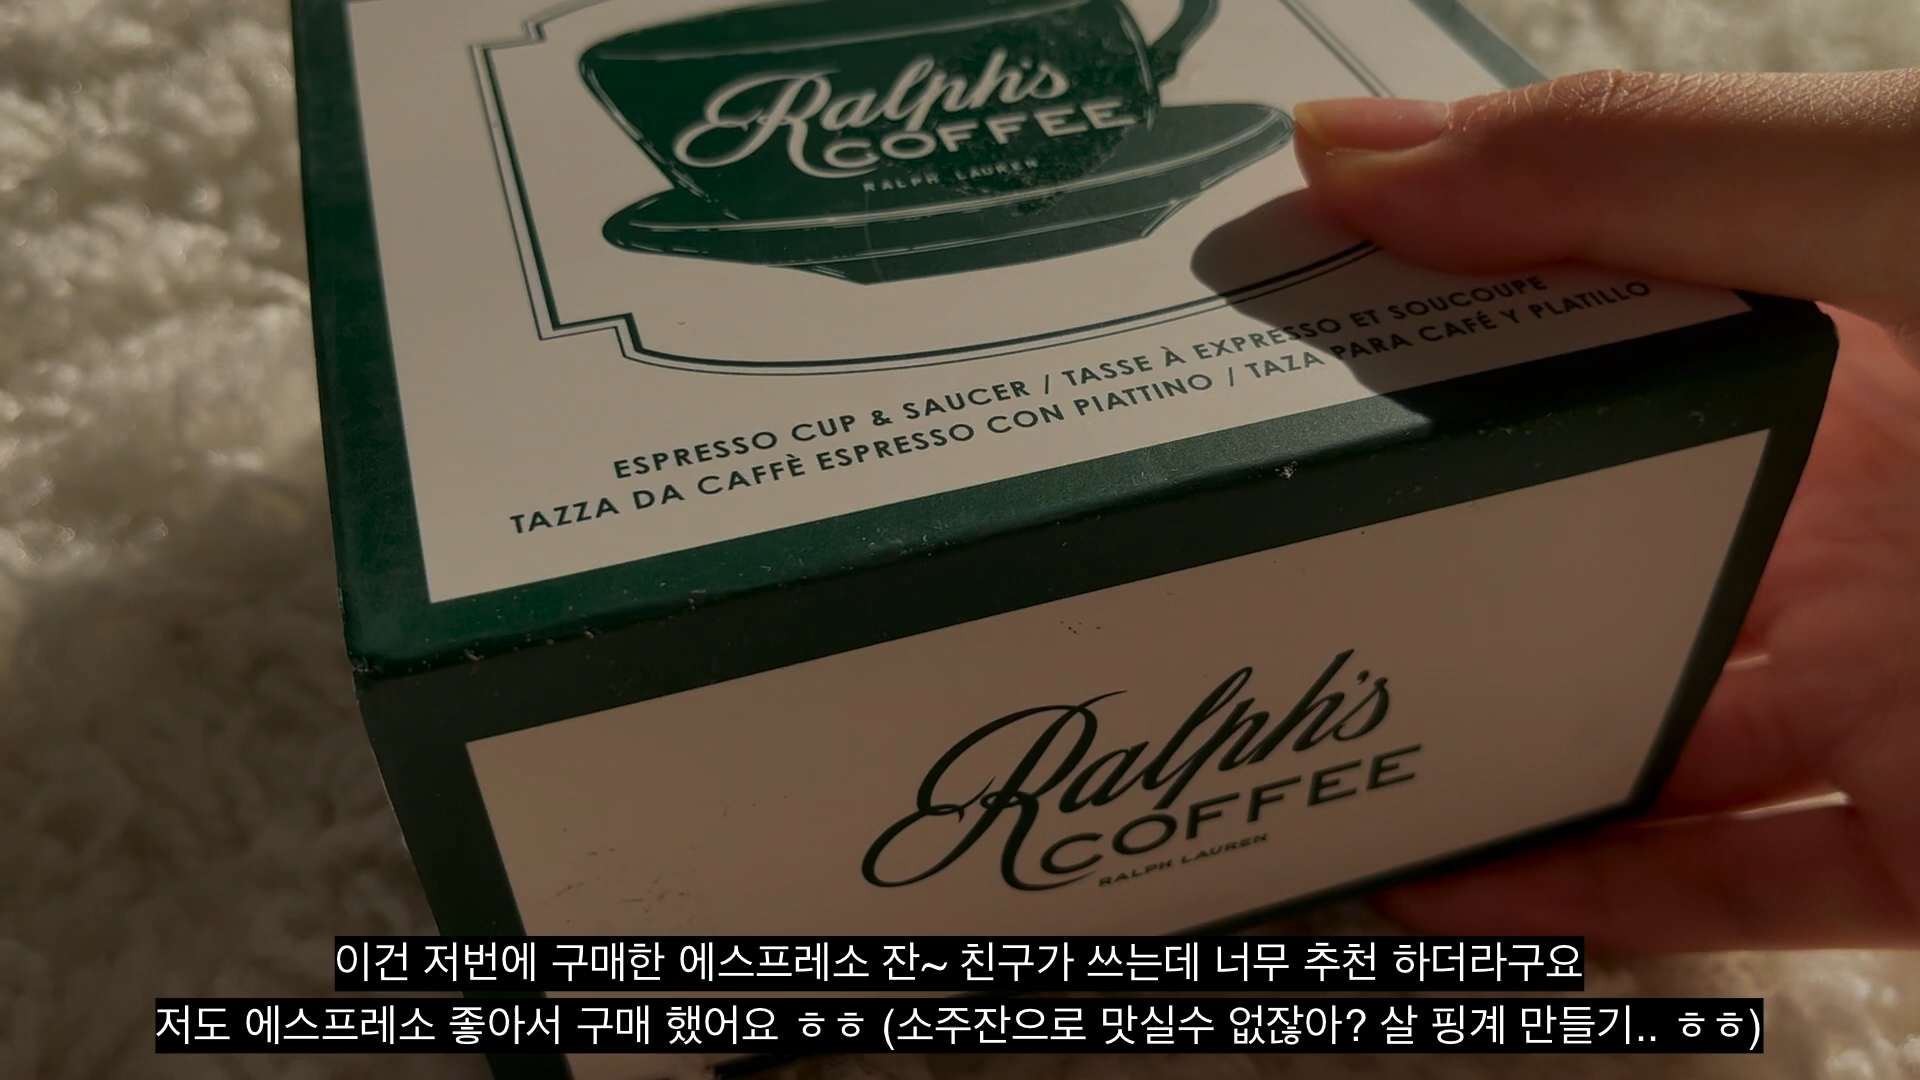 Ralph's
COFFEE
RALPH LAUREN
ESPRESSO CUP & SAUCER / TASSE À EXPRESSO ET SOUCOUPE
TAZZA DA CAFFÈ ESPRESSO CON PIATTINO / TAZA PARA CAFÉ Y PLATILLO
Ralph's
COFFEE
RALPH LAUREN
이건 저번에 구매한 에스프레소 잔~ 친구가 쓰는데 너무 추천 하더라구요
저도 에스프레소 좋아서 구매 했어요 ㅎㅎ (소주잔으로 맛실수 없잖아? 살 핑계 만들기.. ㅎㅎ)